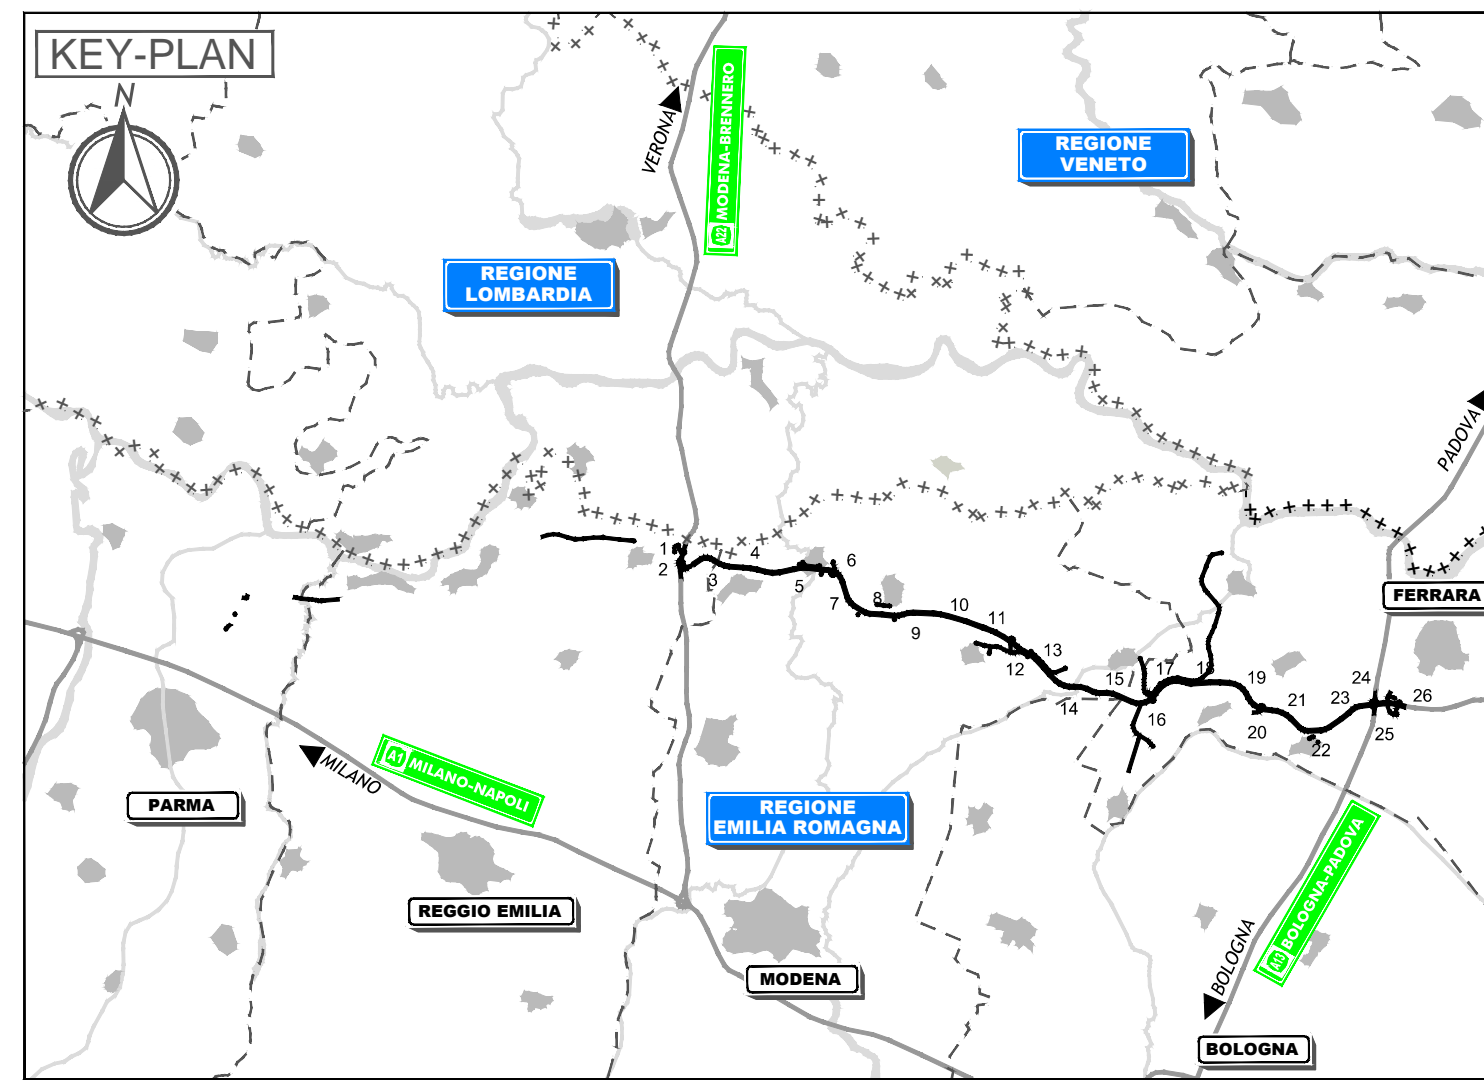 KEY-PLAN
N
VERONA
A22 MODENA-BRENNERO
REGIONE
VENETO
REGIONE
LOMBARDIA
PADOVA
1
2
3
4
5
6
7
8
9
10
11
12
13
14
15
16
17
18
19
20
21
22
23
24
25
26
FERRARA
MILANO
A1 MILANO-NAPOLI
PARMA
REGIONE
EMILIA ROMAGNA
A13 BOLOGNA-PADOVA
REGGIO EMILIA
BOLOGNA
MODENA
BOLOGNA